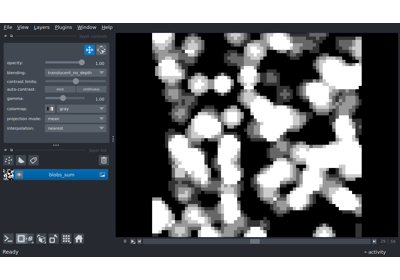 File View Layers Plugins Window Help
opacity: 1.00
blending: translucent_no_depth
contrast limits:
auto-contrast: once continuous
gamma: 1.00
colormap: gray
projection mode: mean
interpolation: nearest
blobs_sum
Ready
activity